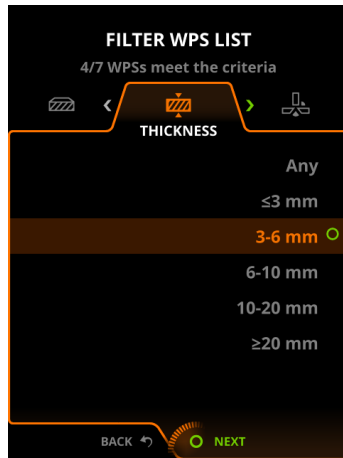 FILTER WPS LIST
4/7 WPSs meet the criteria
THICKNESS
Any
≤3 mm
3-6 mm
6-10 mm
10-20 mm
≥20 mm
BACK NEXT